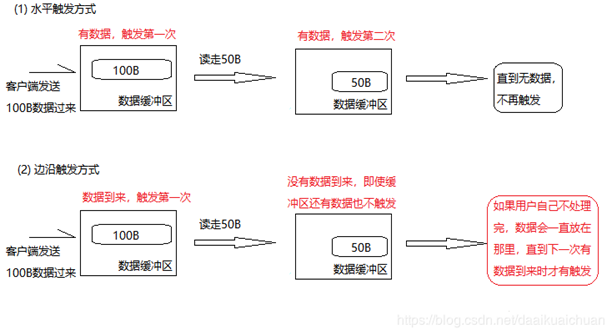 (1) 水平触发方式
有数据，触发第一次
有数据，触发第二次
读走50B
100B
50B
客户端发送
100B数据过来
数据缓冲区
数据缓冲区
直到无数据，
不再触发
(2) 边沿触发方式
数据到来，触发第一次
没有数据到来，即使缓
冲区还有数据也不触发
读走50B
100B
50B
客户端发送
100B数据过来
数据缓冲区
数据缓冲区
如果用户自己不处理
完，数据会一直放在
那里，直到下一次有
数据到来时才有触发
https://blog.csdn.net/daaikuaichuan